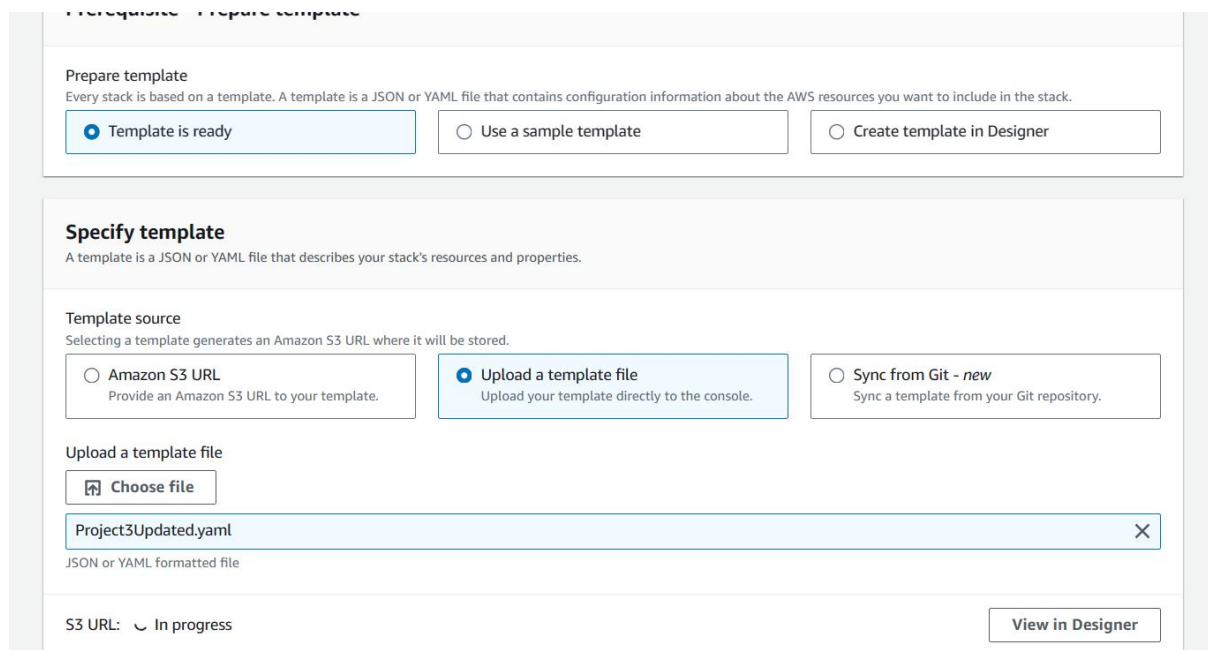 Prerequisite - Prepare template
Prepare template
Every stack is based on a template. A template is a JSON or YAML file that contains configuration information about the AWS resources you want to include in the stack.
Template is ready
Use a sample template
Create template in Designer
Specify template
A template is a JSON or YAML file that describes your stack's resources and properties.
Template source
Selecting a template generates an Amazon S3 URL where it will be stored.
Amazon S3 URL
Provide an Amazon S3 URL to your template.
Upload a template file
Upload your template directly to the console.
Sync from Git - new
Sync a template from your Git repository.
Upload a template file
Choose file
Project3Updated.yaml
JSON or YAML formatted file
S3 URL: In progress
View in Designer